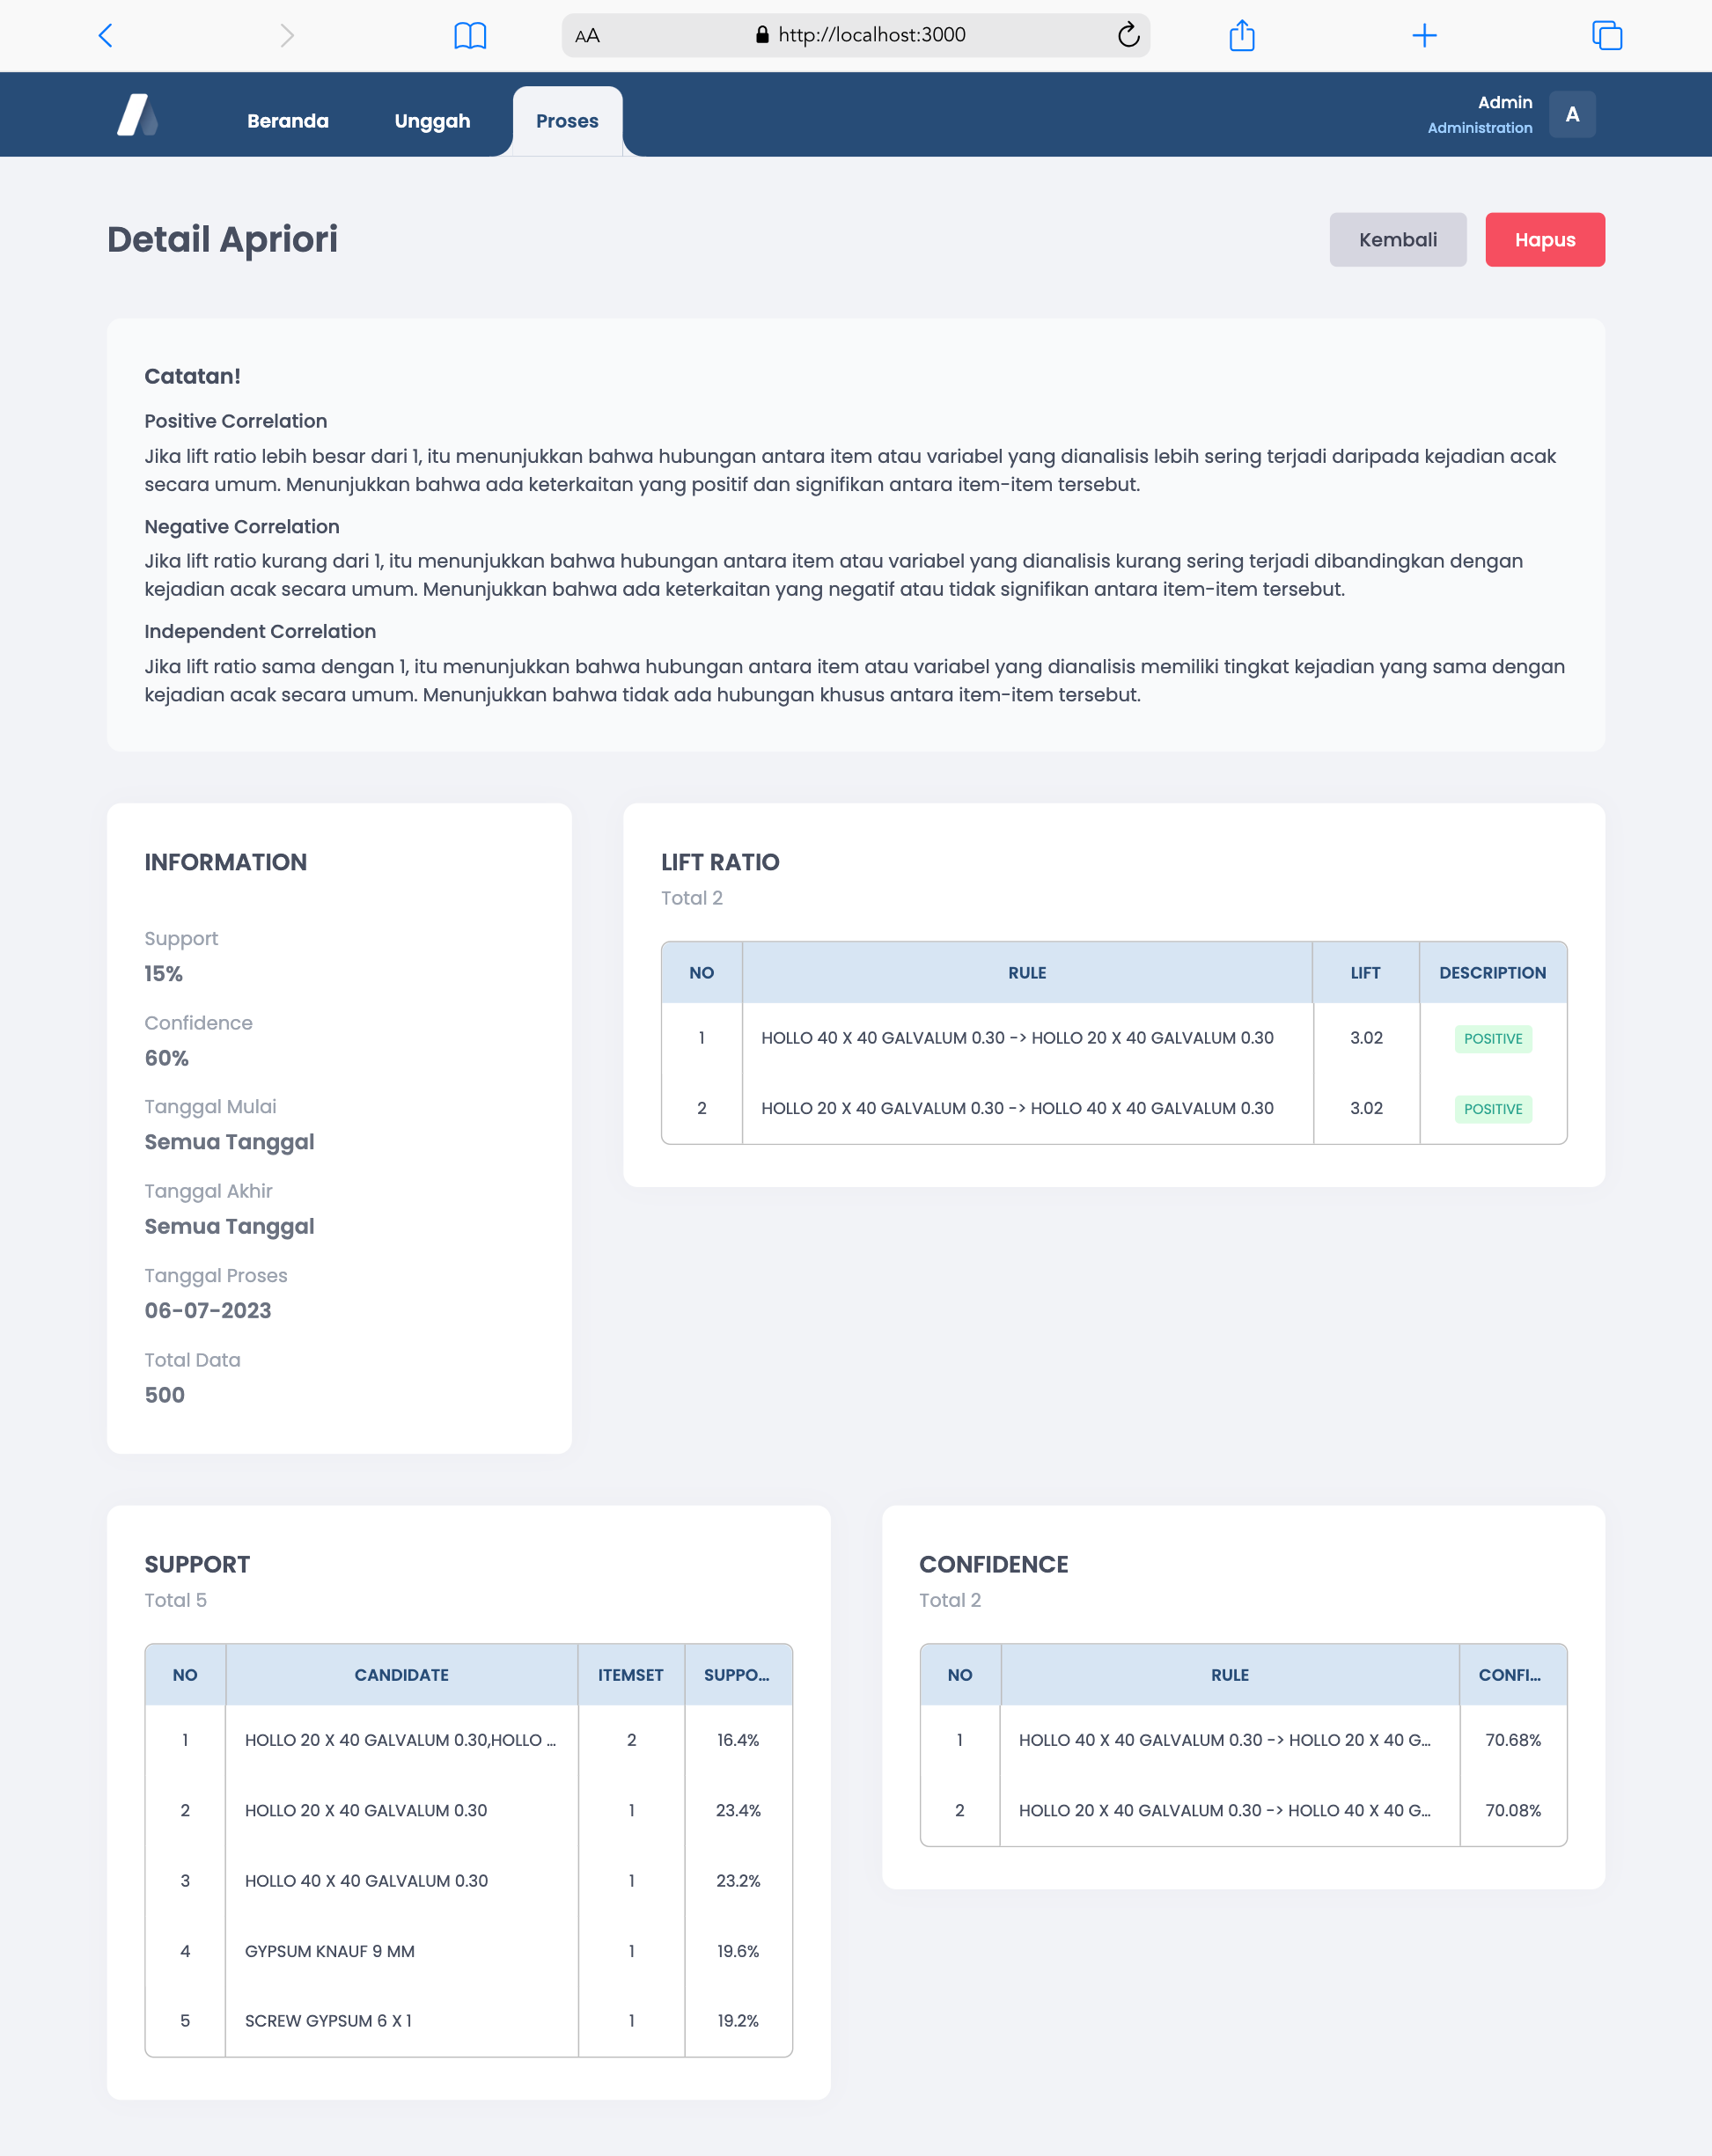 AA
http://localhost:3000
Beranda
Unggah
Proses
Admin
Administration
A
Detail Apriori
Kembali
Hapus
Catatan!
Positive Correlation
Jika lift ratio lebih besar dari 1, itu menunjukkan bahwa hubungan antara item atau variabel yang dianalisis lebih sering terjadi daripada kejadian acak
secara umum. Menunjukkan bahwa ada keterkaitan yang positif dan signifikan antara item-item tersebut.
Negative Correlation
Jika lift ratio kurang dari 1, itu menunjukkan bahwa hubungan antara item atau variabel yang dianalisis kurang sering terjadi dibandingkan dengan
kejadian acak secara umum. Menunjukkan bahwa ada keterkaitan yang negatif atau tidak signifikan antara item-item tersebut.
Independent Correlation
Jika lift ratio sama dengan 1, itu menunjukkan bahwa hubungan antara item atau variabel yang dianalisis memiliki tingkat kejadian yang sama dengan
kejadian acak secara umum. Menunjukkan bahwa tidak ada hubungan khusus antara item-item tersebut.
INFORMATION
Support
15%
Confidence
60%
Tanggal Mulai
Semua Tanggal
Tanggal Akhir
Semua Tanggal
Tanggal Proses
06-07-2023
Total Data
500
LIFT RATIO
Total 2
NO RULE LIFT DESCRIPTION
1 HOLLO 40 X 40 GALVALUM 0.30 -> HOLLO 20 X 40 GALVALUM 0.30 3.02 POSITIVE
2 HOLLO 20 X 40 GALVALUM 0.30 -> HOLLO 40 X 40 GALVALUM 0.30 3.02 POSITIVE
SUPPORT
Total 5
NO CANDIDATE ITEMSET SUPPO...
1 HOLLO 20 X 40 GALVALUM 0.30,HOLLO ... 2 16.4%
2 HOLLO 20 X 40 GALVALUM 0.30 1 23.4%
3 HOLLO 40 X 40 GALVALUM 0.30 1 23.2%
4 GYPSUM KNAUF 9 MM 1 19.6%
5 SCREW GYPSUM 6 X 1 1 19.2%
CONFIDENCE
Total 2
NO RULE CONFI...
1 HOLLO 40 X 40 GALVALUM 0.30 -> HOLLO 20 X 40 G... 70.68%
2 HOLLO 20 X 40 GALVALUM 0.30 -> HOLLO 40 X 40 G... 70.08%